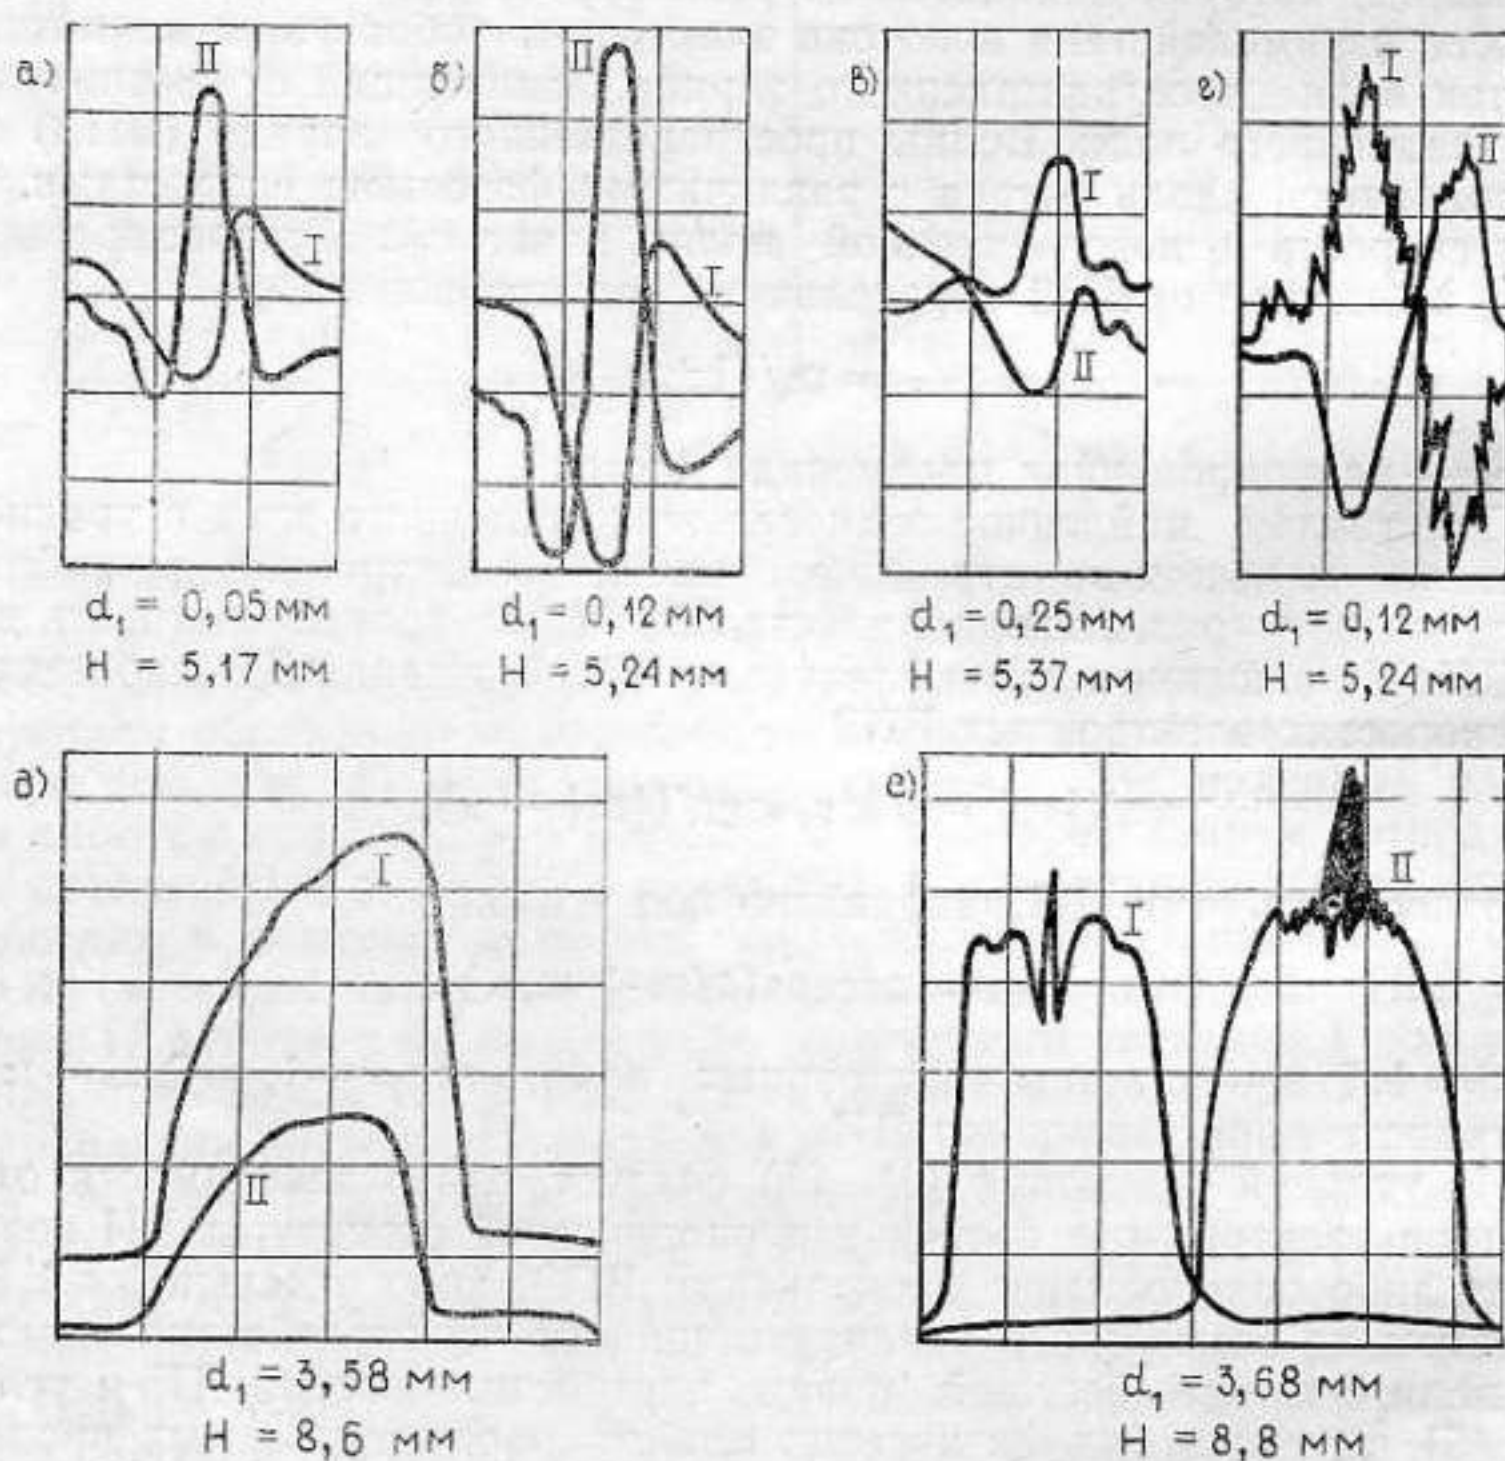 а) II I
d₁ = 0,05 мм
H = 5,17 мм
б) II I
d₁ = 0,12 мм
H = 5,24 мм
в) I II
d₁ = 0,25 мм
H = 5,37 мм
г) I II
d₁ = 0,12 мм
H = 5,24 мм
д) I II
d₁ = 3,58 мм
H = 8,6 мм
е) I II
d₁ = 3,68 мм
H = 8,8 мм